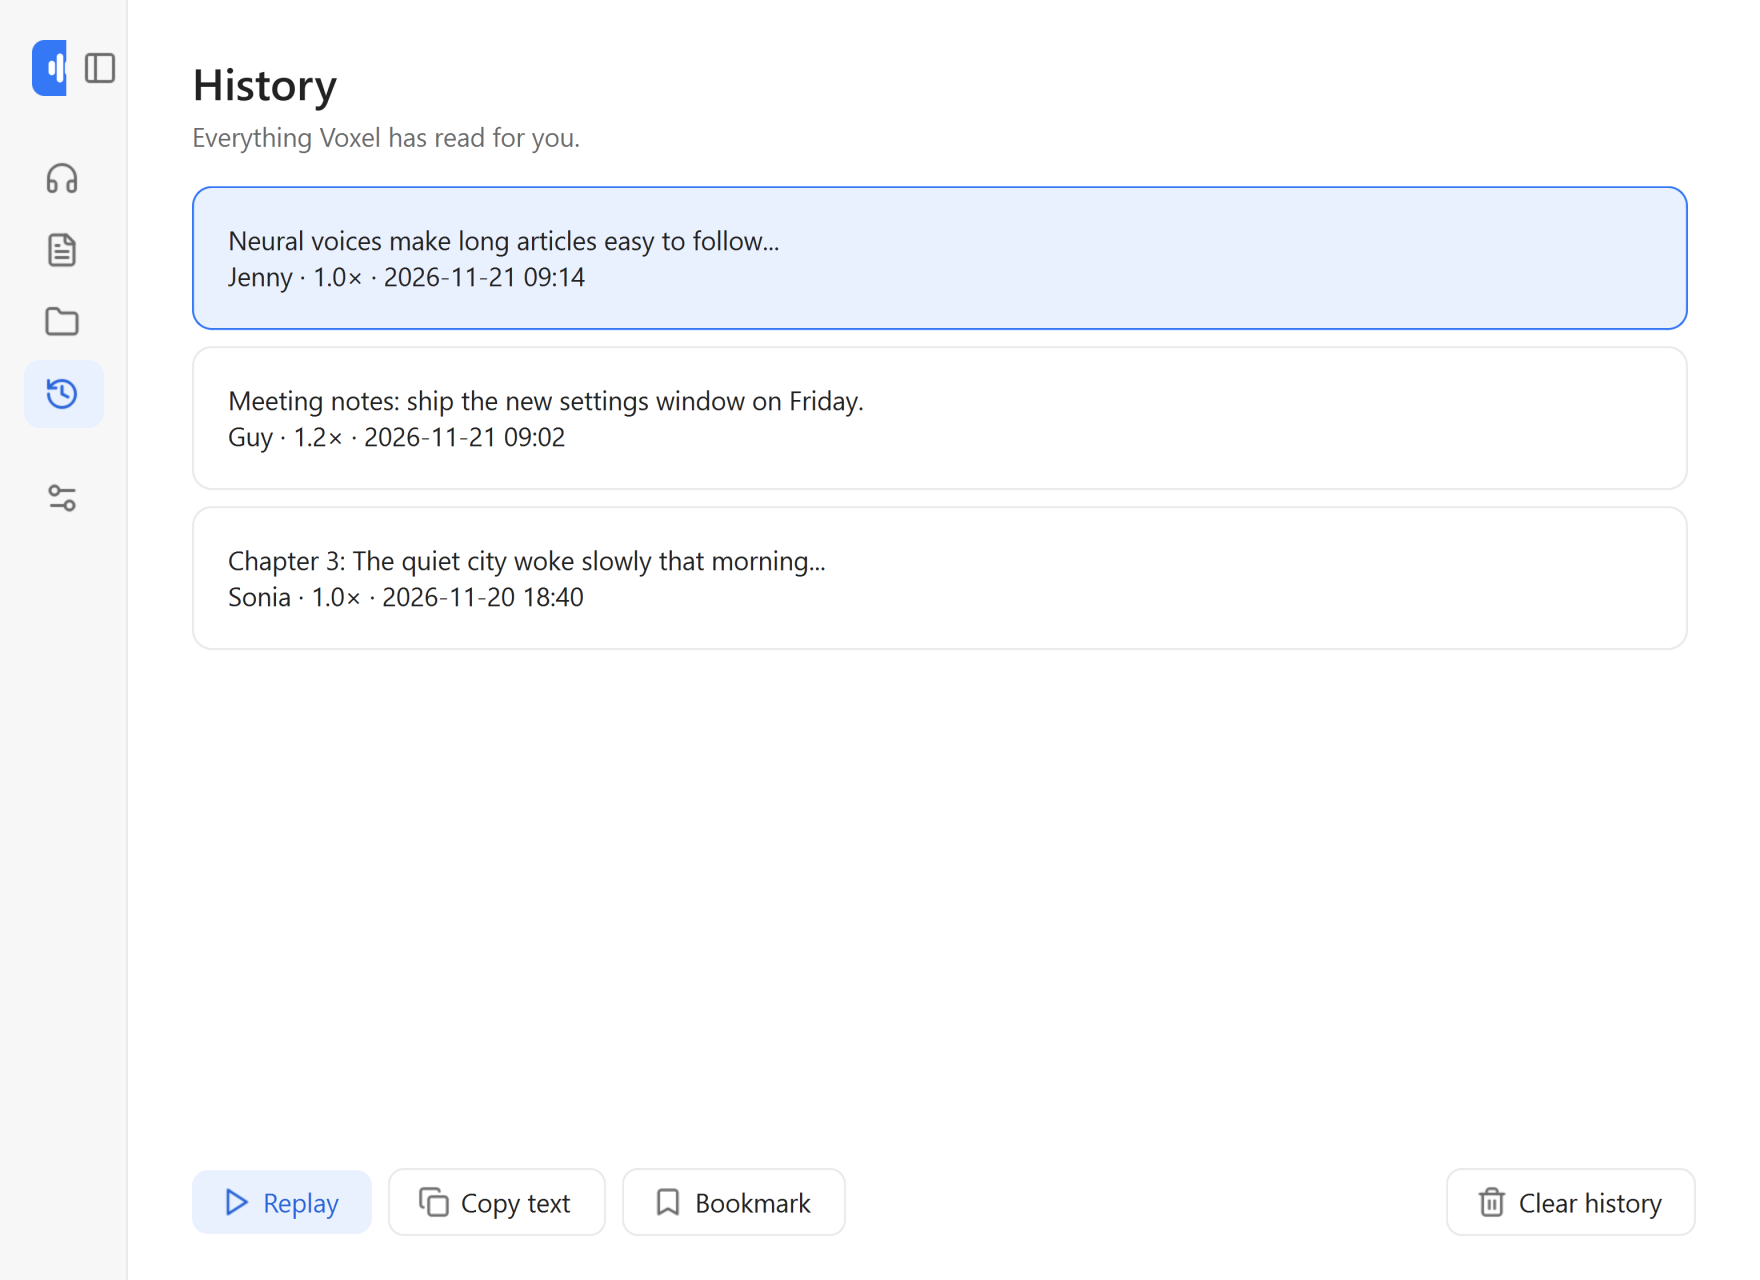 History
Everything Voxel has read for you.
Neural voices make long articles easy to follow...
Jenny · 1.0× · 2026-11-21 09:14
Meeting notes: ship the new settings window on Friday.
Guy · 1.2× · 2026-11-21 09:02
Chapter 3: The quiet city woke slowly that morning...
Sonia · 1.0× · 2026-11-20 18:40
Replay
Copy text
Bookmark
Clear history